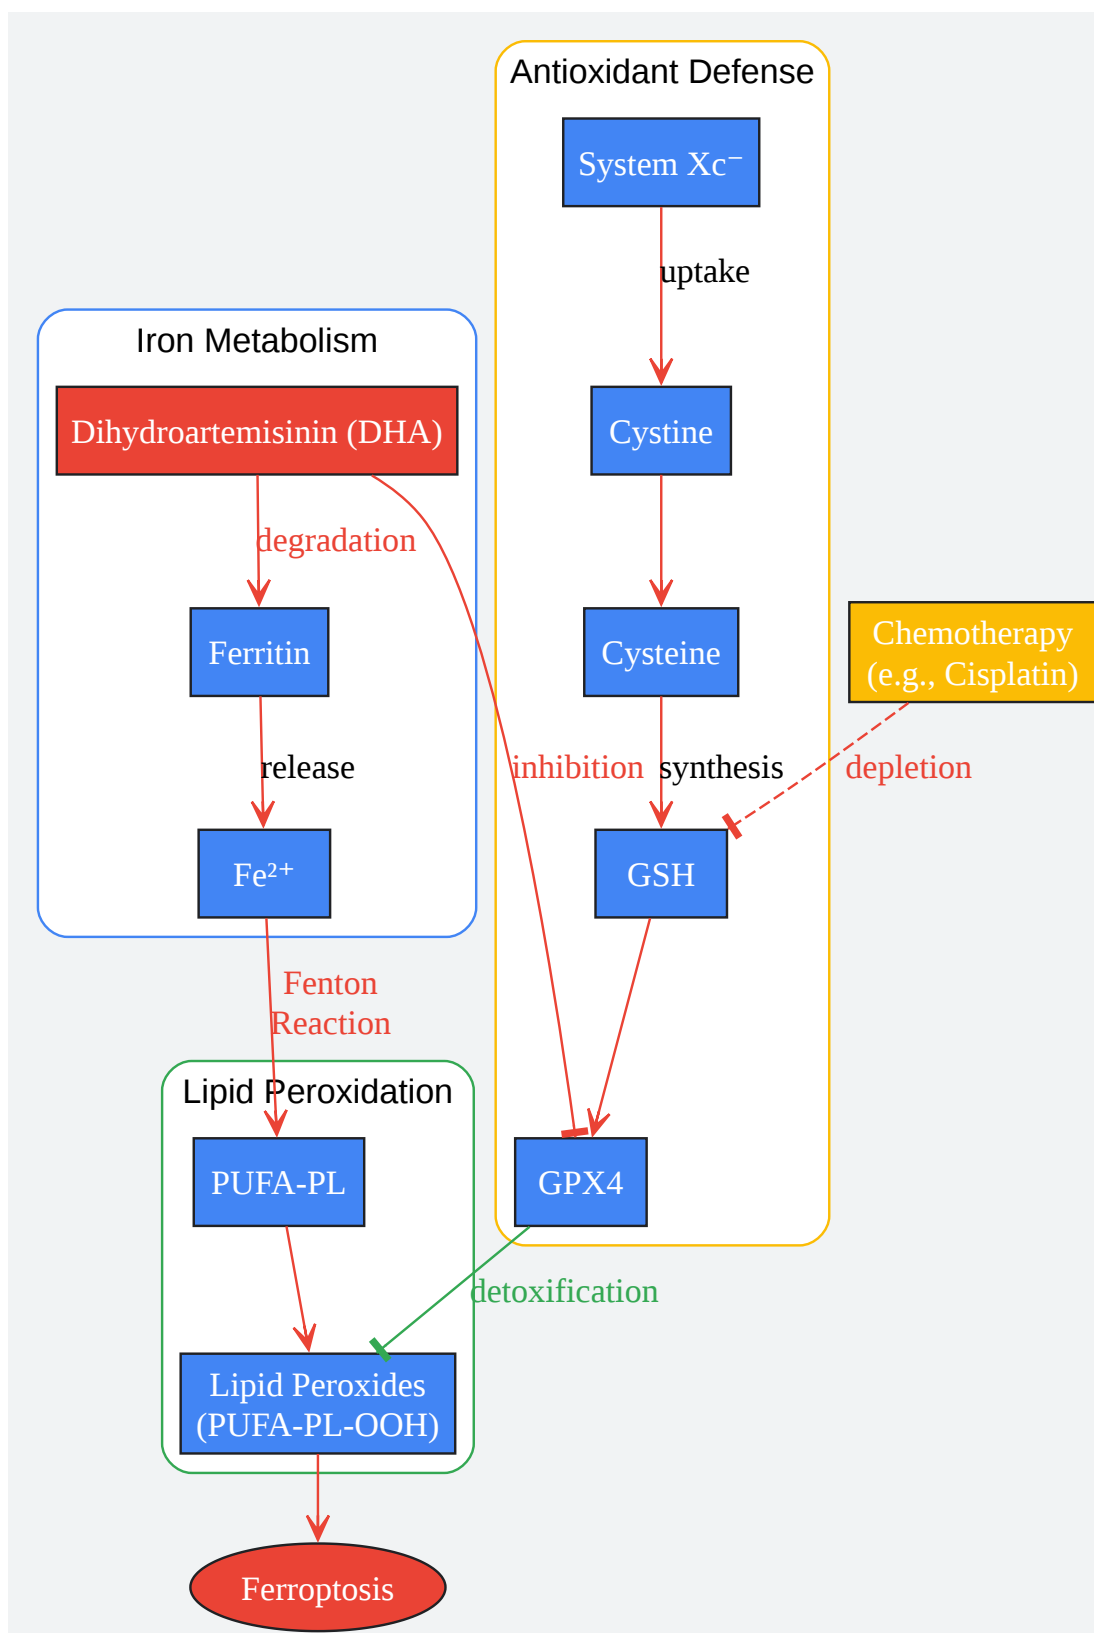 Antioxidant Defense
System Xc⁻
uptake
Iron Metabolism
Dihydroartemisinin (DHA)
Cystine
degradation
Ferritin
Cysteine
Chemotherapy
(e.g., Cisplatin)
release
inhibition
synthesis
depletion
Fe²⁺
GSH
Fenton
Reaction
Lipid Peroxidation
PUFA-PL
GPX4
detoxification
Lipid Peroxides
(PUFA-PL-OOH)
Ferroptosis